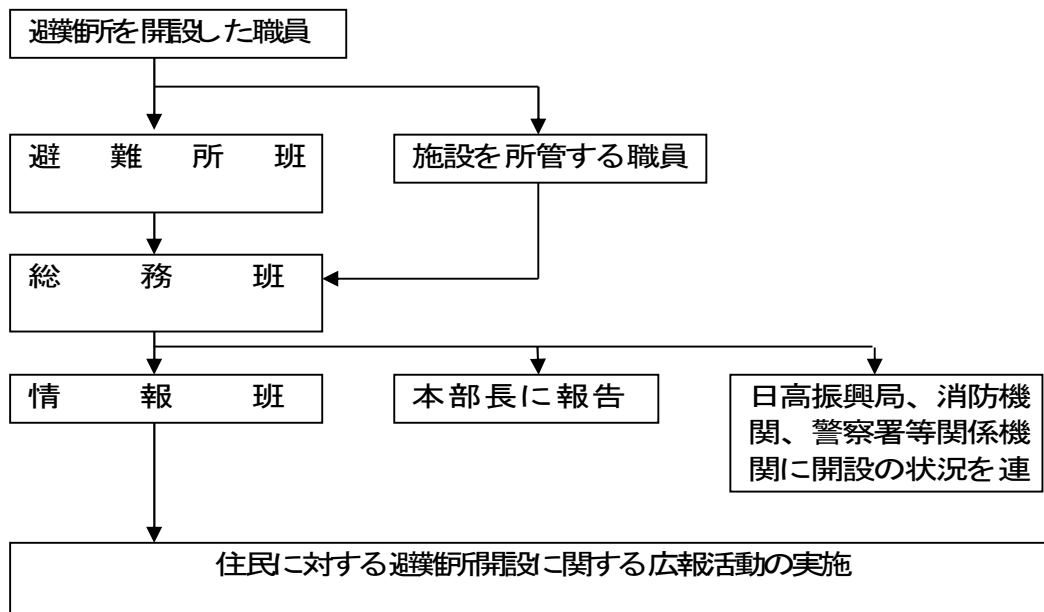 避難所を開設した職員
避難所班
施設を所管する職員
総務班
情報班
本部長に報告
日高振興局、消防機
関、警察署等関係機
関に開設の状況を連
住民に対する避難所開設に関する広報活動の実施